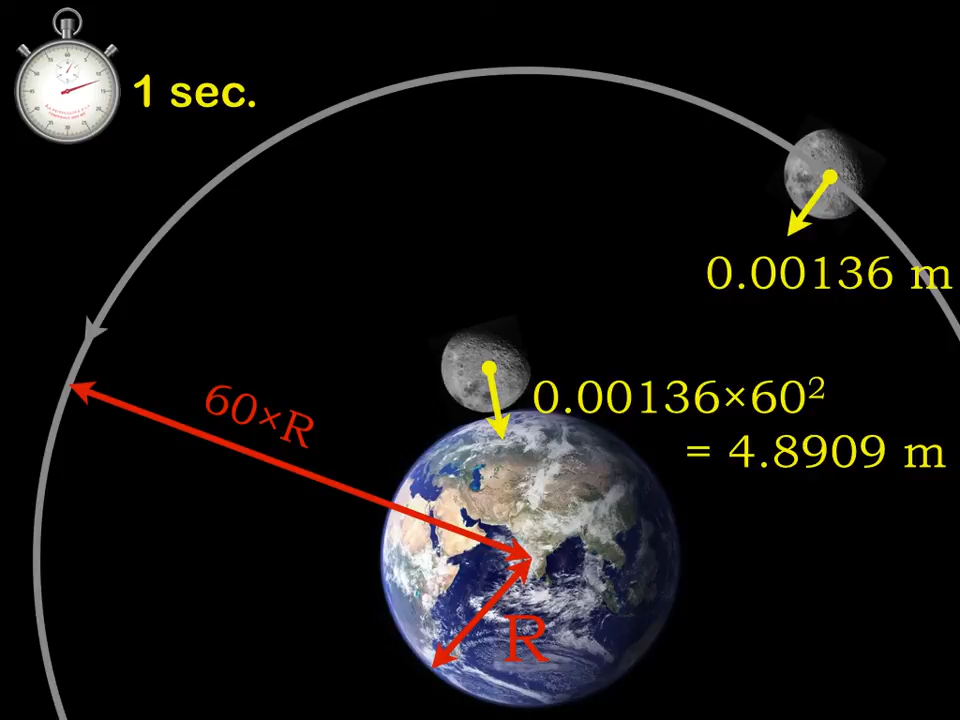 1 sec.
0.00136 m
60×R
0.00136×60²
= 4.8909 m
R